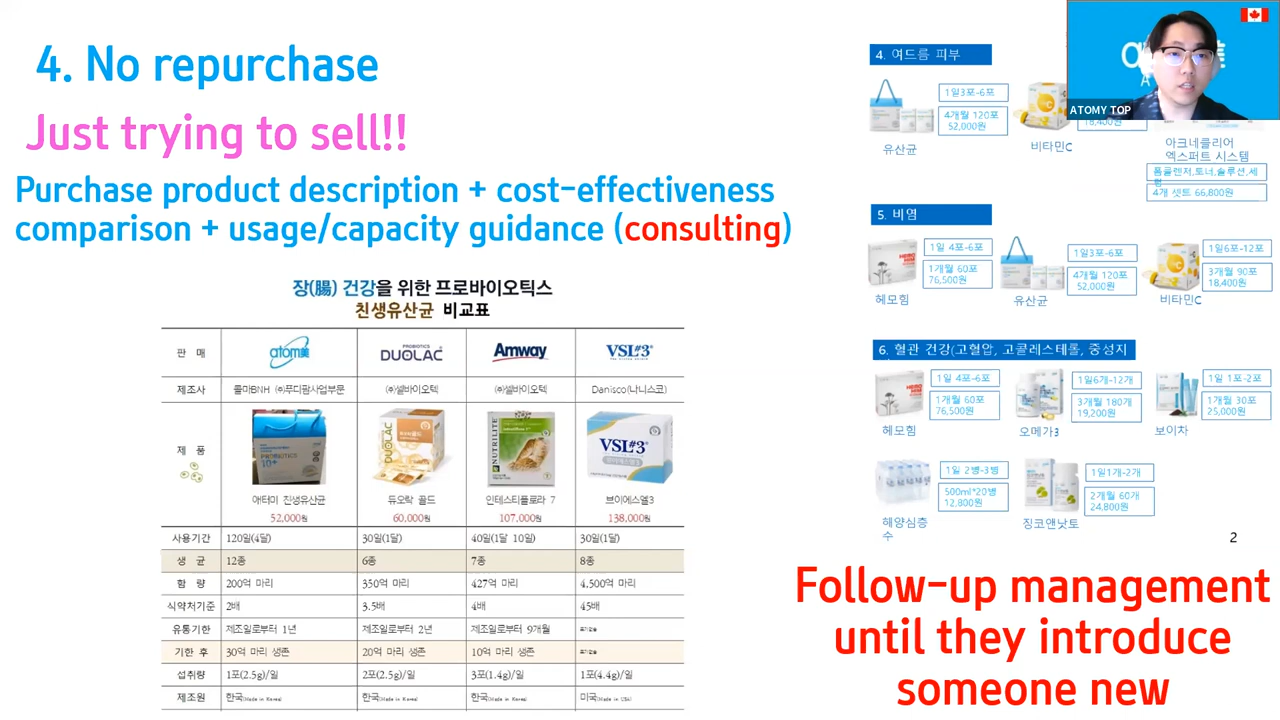 4. No repurchase
Just trying to sell!!
Purchase product description + cost-effectiveness
comparison + usage/capacity guidance (consulting)
장(腸) 건강을 위한 프로바이오틱스
친생유산균 비교표
판 매 atom美 PROBIOTICS DUOLAC Amway VSL#3
제조사 콜마BNH (주)푸디팜사업부문 (주)쎌바이오텍 (주)쎌바이오텍 Danisco(다니스코)
제 품
애터미 친생유산균 듀오락 골드 인테스티플로라 7 브이에스엘3
52,000원 60,000원 107,000원 138,000원
사용기간 120일(4달) 30일(1달) 40일(1달 10일) 30일(1달)
생 균 12종 6종 7종 8종
함 량 200억 마리 350억 마리 427억 마리 4,500억 마리
식약처기준 2배 3.5배 4배 45배
유통기한 제조일로부터 1년 제조일로부터 2년 제조일로부터 9개월
기한 후 30억 마리 생존 20억 마리 생존 10억 마리 생존
섭취량 1포(2.5g)/일 2포(2.5g)/일 3포(1.4g)/일 1포(4.4g)/일
제조원 한국(Made in Korea) 한국(Made in Korea) 한국(Made in Korea) 미국(Made in USA)
4. 여드름 피부
1일3포-6포
4개월 120포
52,000원
18,400원
유산균
비타민C
아크네클리어
엑스퍼트 시스템
폼클렌저,토너,솔루션,세
4개 셋트 66,800원
5. 비염
1일 4포-6포 1일3포-6포 1일6포-12포
1개월 60포 4개월 120포 3개월 90포
76,500원 52,000원 18,400원
헤모힘 유산균 비타민C
6. 혈관 건강(고혈압, 고콜레스테롤, 중성지
1일 4포-6포 1일6개-12개 1일 1포-2포
1개월 60포 3개월 180개 1개월 30포
76,500원 19,200원 25,000원
헤모힘 오메가3 보이차
1일 2병-3병 1일1개-2개
500ml*20병 2개월 60개
12,800원 24,800원
해양심층
수
징코앤낫토
2
Follow-up management
until they introduce
someone new
ATOMY TOP